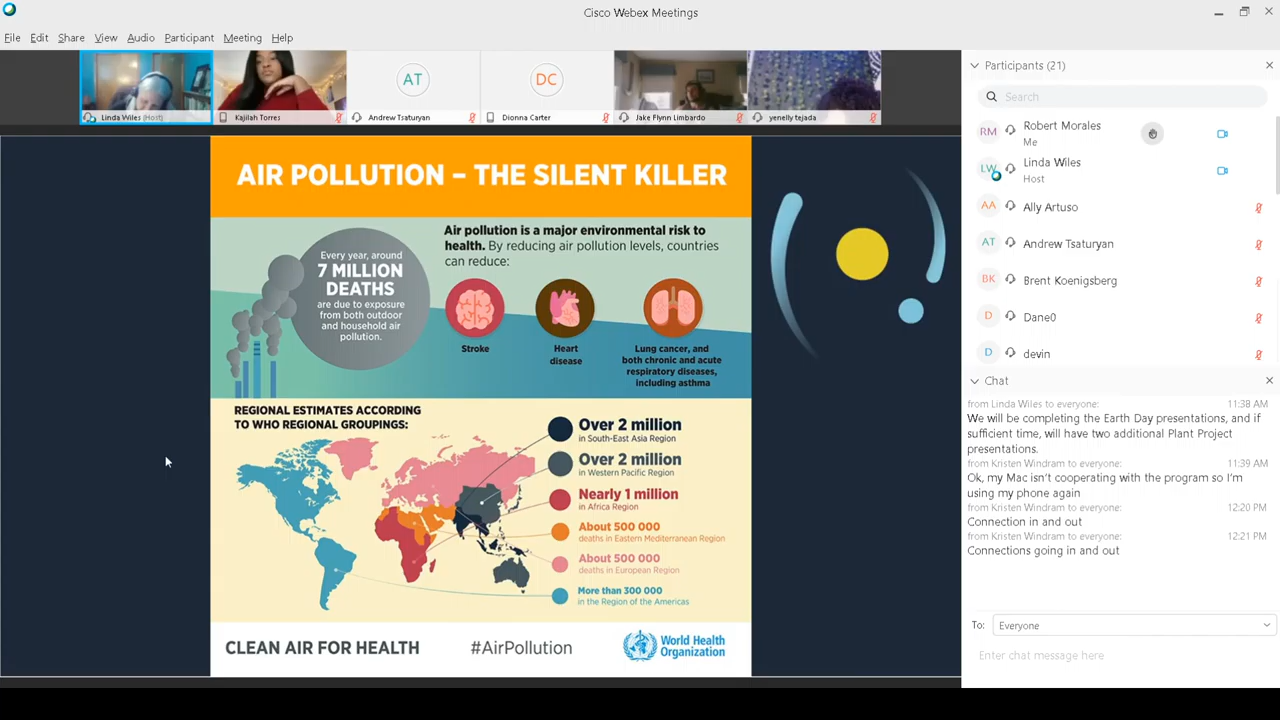 Cisco Webex Meetings
File Edit Share View Audio Participant Meeting Help
Linda Wiles (Host)
Kajilah Torres
AT
Andrew Tsaturyan
DC
Dionna Carter
Jake Flynn Limbardo
yenelly tejada
AIR POLLUTION – THE SILENT KILLER
Every year, around
7 MILLION
DEATHS
are due to exposure
from both outdoor
and household air
pollution.
Air pollution is a major environmental risk to
health. By reducing air pollution levels, countries
can reduce:
Stroke
Heart
disease
Lung cancer, and
both chronic and acute
respiratory diseases,
including asthma
REGIONAL ESTIMATES ACCORDING
TO WHO REGIONAL GROUPINGS:
Over 2 million
in South-East Asia Region
Over 2 million
in Western Pacific Region
Nearly 1 million
in Africa Region
About 500 000
deaths in Eastern Mediterranean Region
About 500 000
deaths in European Region
More than 300 000
in the Region of the Americas
CLEAN AIR FOR HEALTH
#AirPollution
World Health
Organization
Participants (21)
Search
RM
Robert Morales
Me
LW
Linda Wiles
Host
AA
Ally Artuso
AT
Andrew Tsaturyan
BK
Brent Koenigsberg
D
Dane0
D
devin
Chat
from Linda Wiles to everyone: 11:38 AM
We will be completing the Earth Day presentations, and if
sufficient time, will have two additional Plant Project
presentations.
from Kristen Windram to everyone: 11:39 AM
Ok, my Mac isn't cooperating with the program so I'm
using my phone again
from Kristen Windram to everyone: 12:20 PM
Connection in and out
from Kristen Windram to everyone: 12:21 PM
Connections going in and out
To: Everyone
Enter chat message here